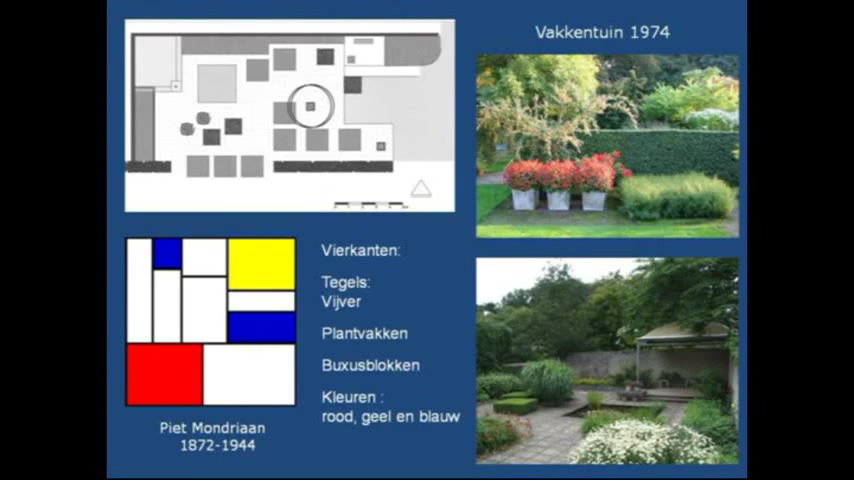 Vakkentuin 1974
Vierkanten:
Tegels:
Vijver
Plantvakken
Buxusblokken
Kleuren :
rood, geel en blauw
Piet Mondriaan
1872-1944